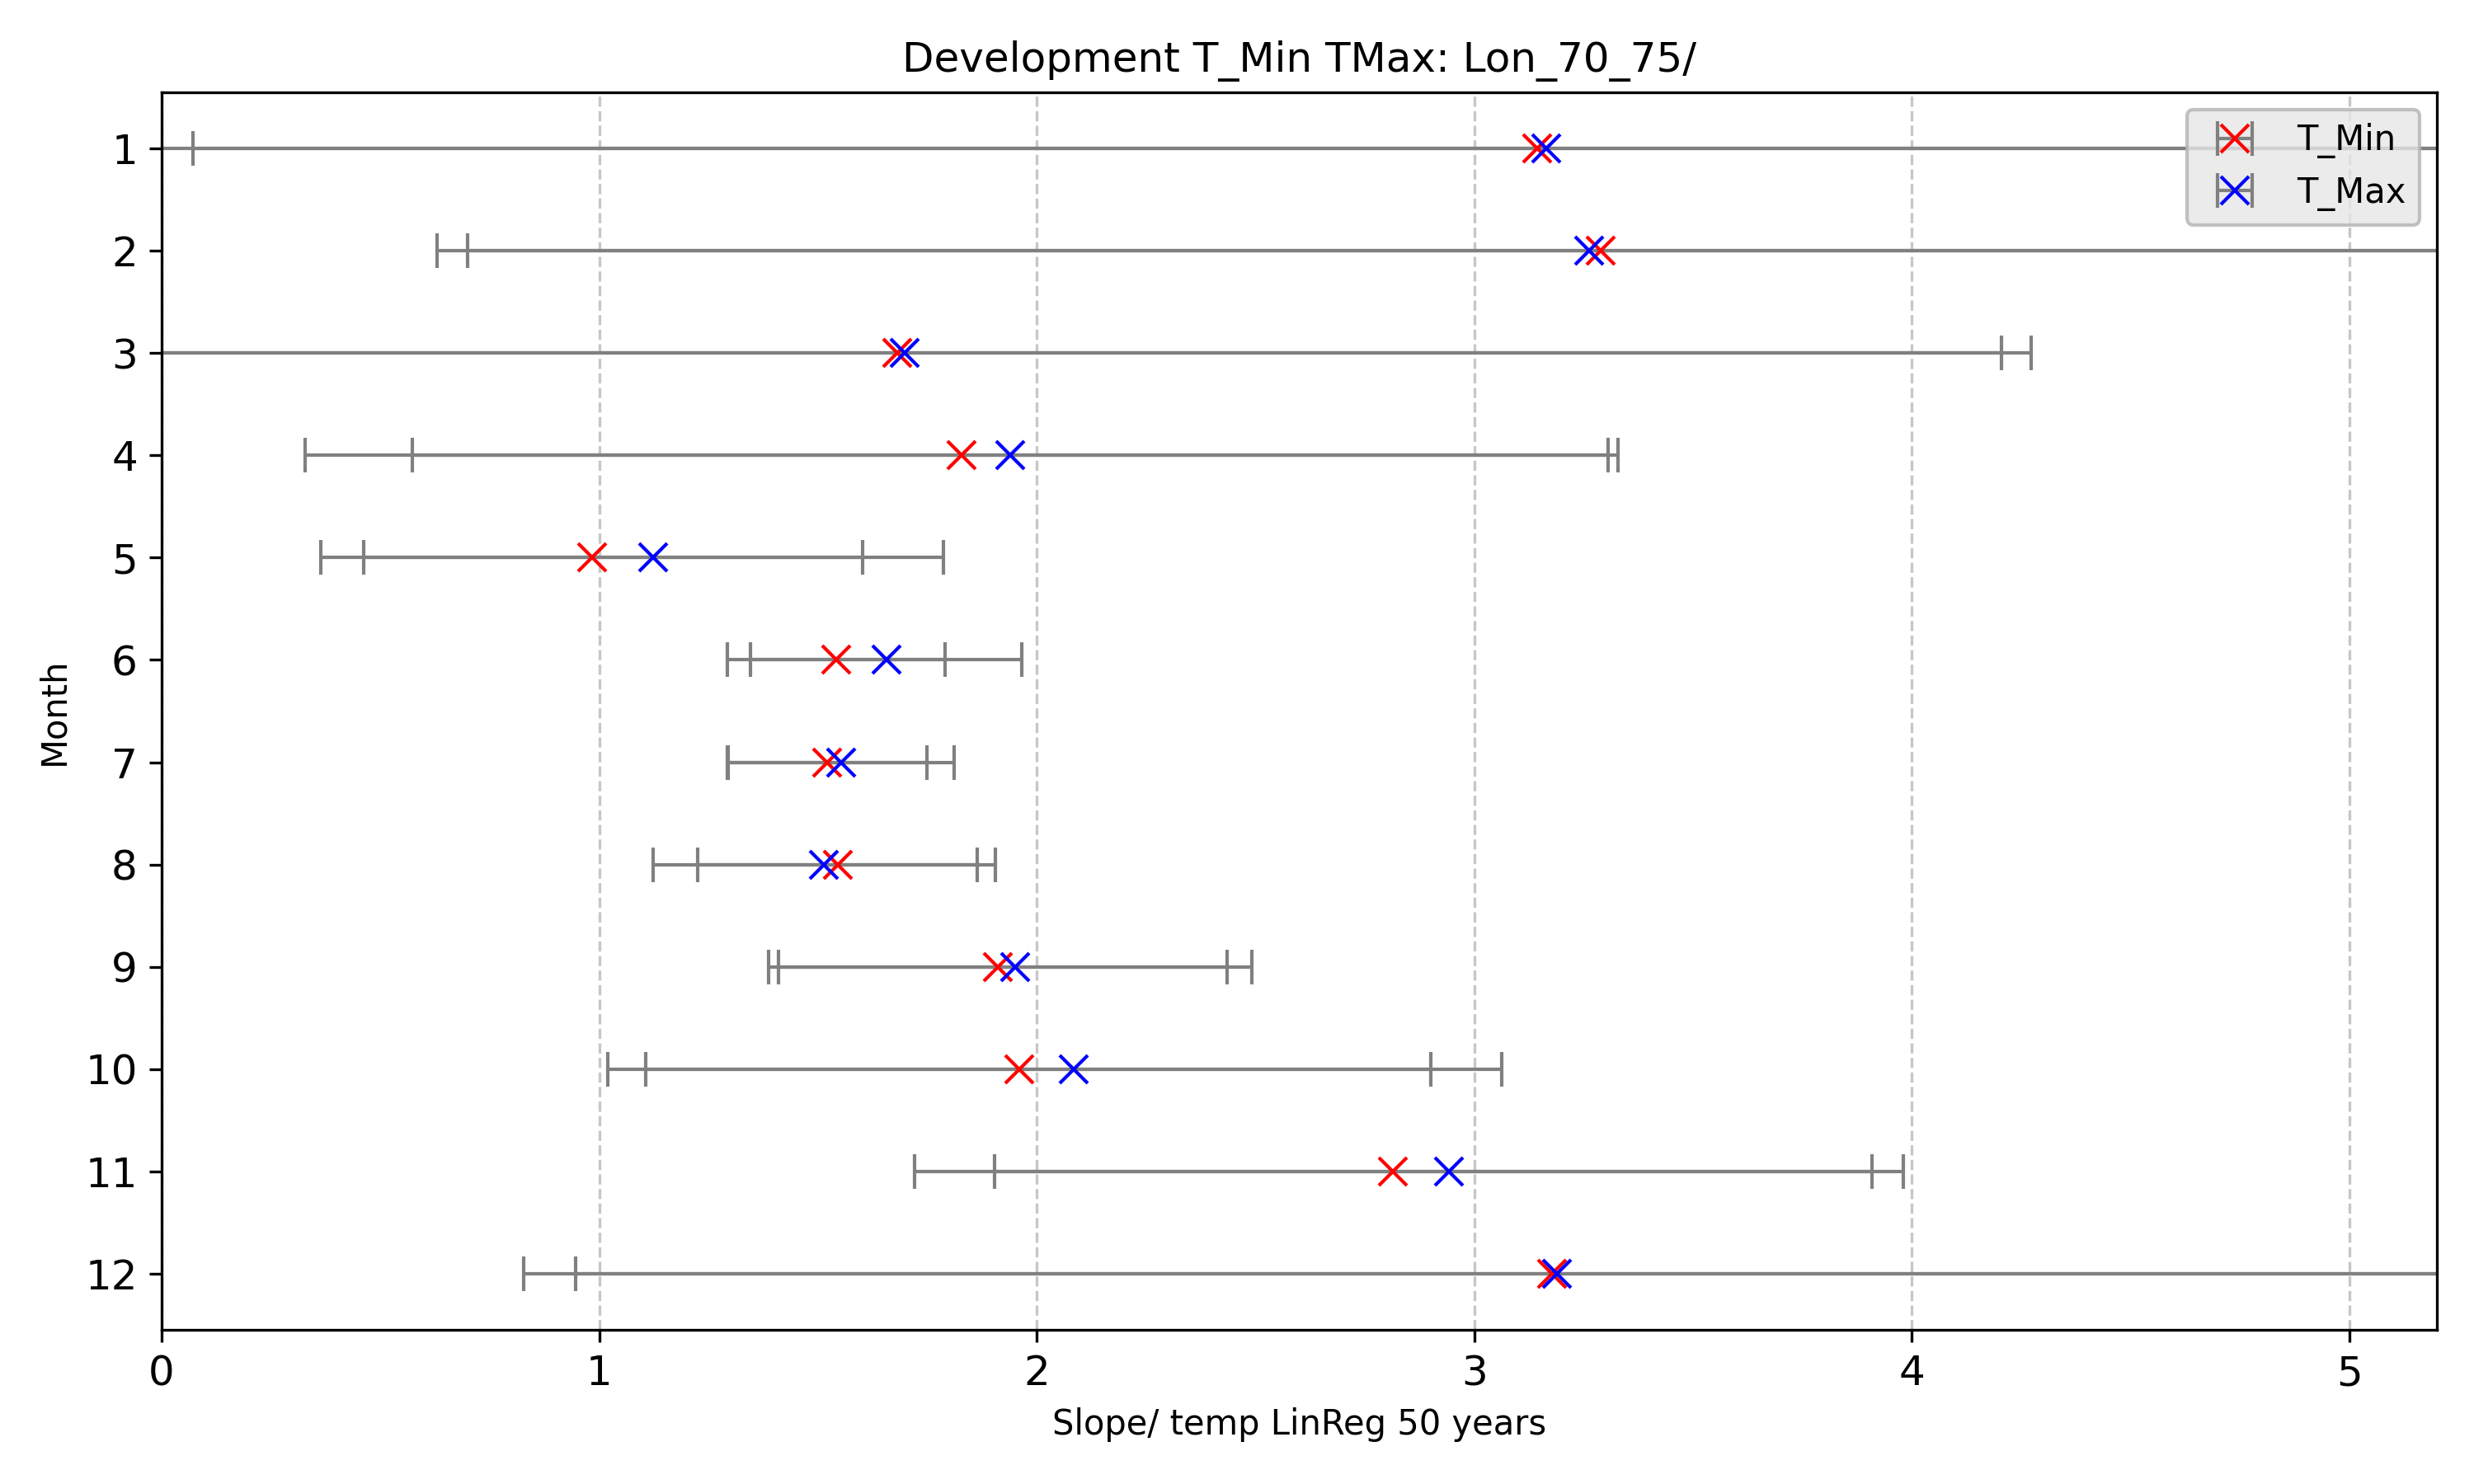 Development T_Min TMax: Lon_70_75/
T_Min
T_Max
Month
1
2
3
4
5
6
7
8
9
10
11
12
0 1 2 3 4 5
Slope/ temp LinReg 50 years